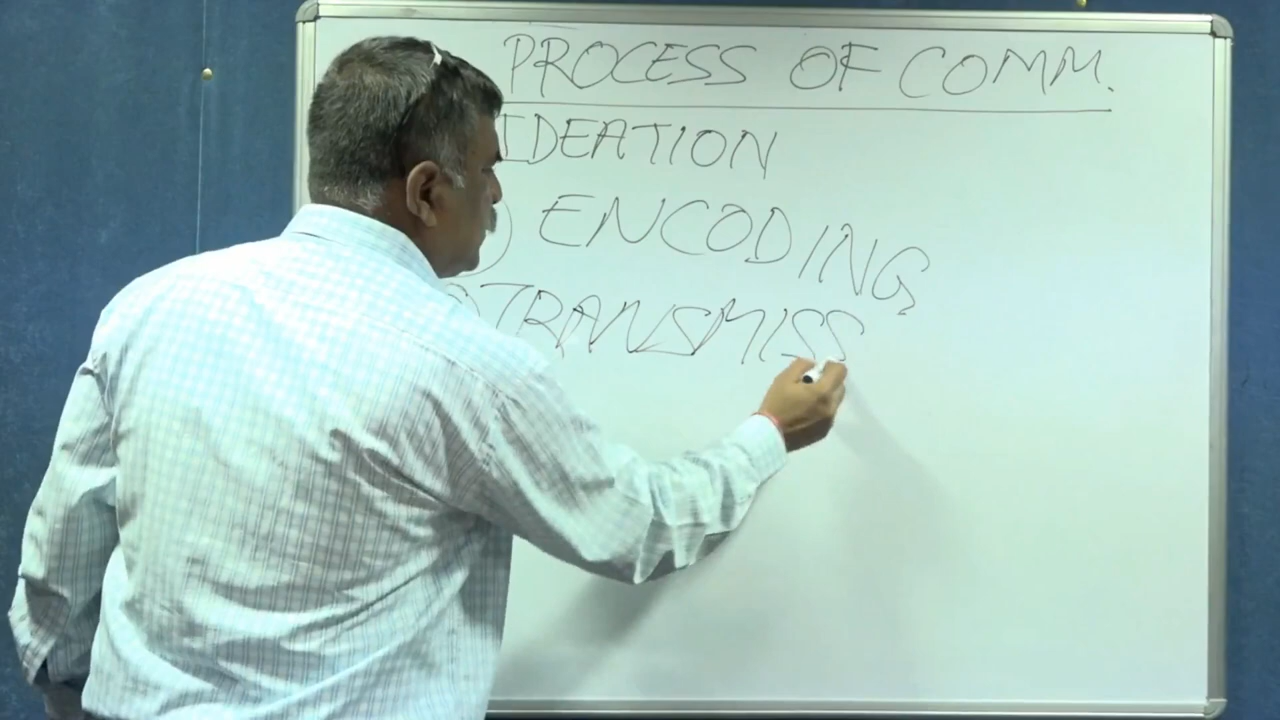 PROCESS OF COMM.
IDEATION
) ENCODING
TRANSMISS